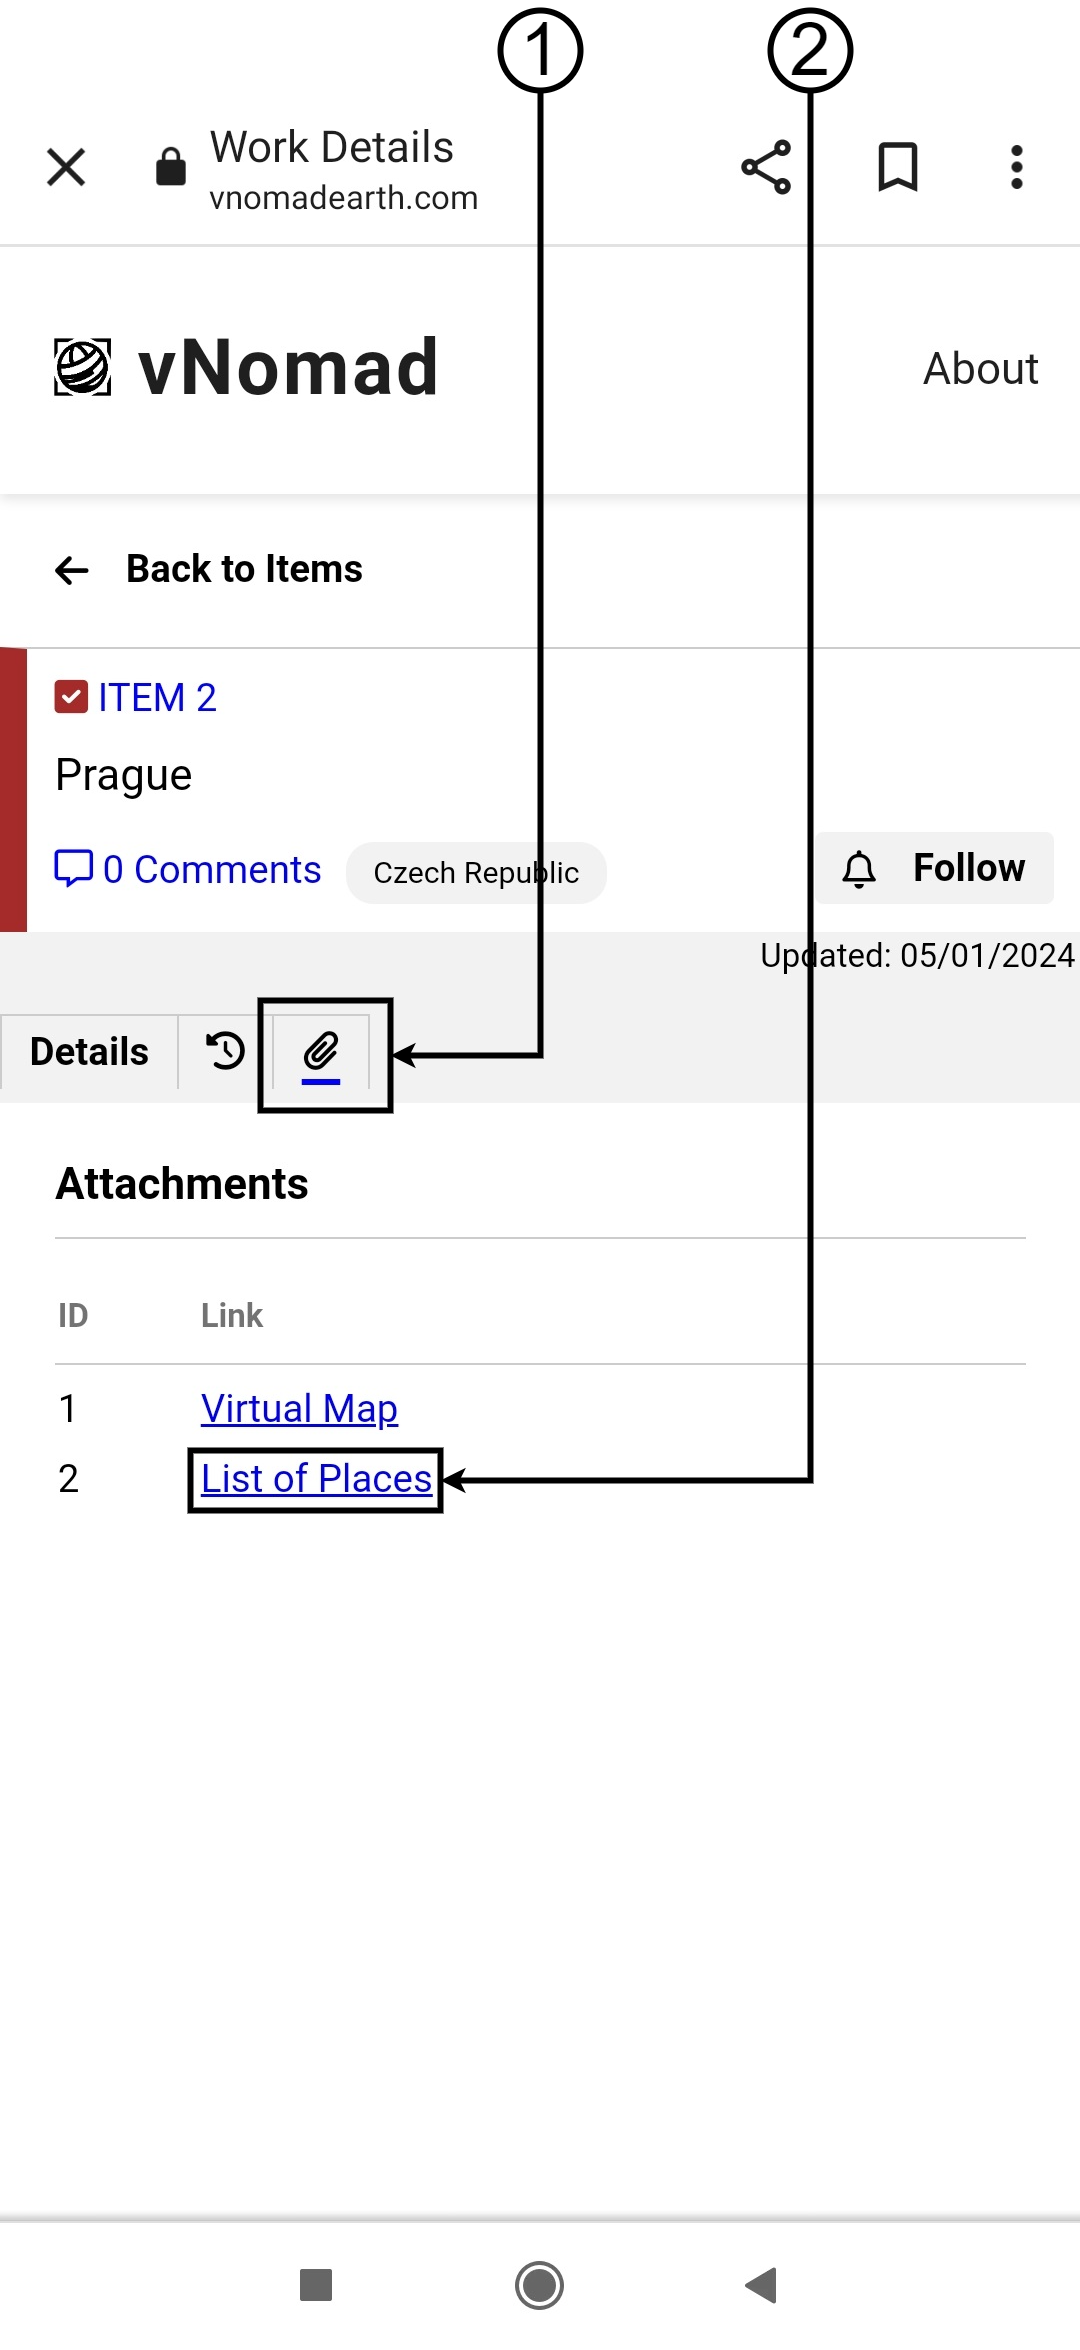 1 2
Work Details
vnomadearth.com
vNomad
About
Back to Items
ITEM 2
Prague
0 Comments
Czech Republic
Follow
Updated: 05/01/2024
Details
Attachments
ID Link
1 Virtual Map
2 List of Places